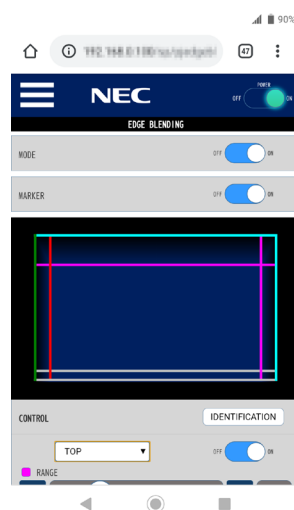 90%
47
NEC
POWER
OFF ON
EDGE BLENDING
MODE OFF ON
MARKER OFF ON
CONTROL IDENTIFICATION
TOP OFF ON
RANGE